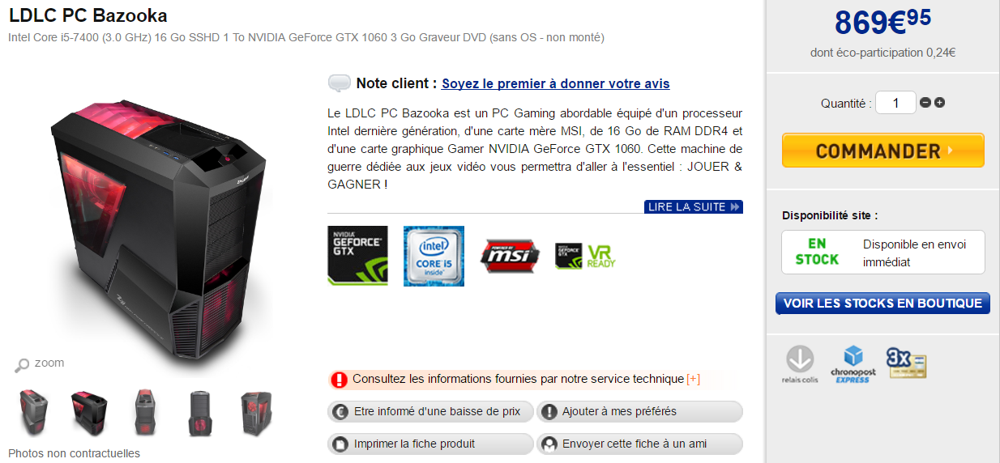 LDLC PC Bazooka
Intel Core i5-7400 (3.0 GHz) 16 Go SSHD 1 To NVIDIA GeForce GTX 1060 3 Go Graveur DVD (sans OS - non monté)
zoom
Photos non contractuelles
Note client : Soyez le premier à donner votre avis
Le LDLC PC Bazooka est un PC Gaming abordable équipé d'un processeur
Intel dernière génération, d'une carte mère MSI, de 16 Go de RAM DDR4 et
d'une carte graphique Gamer NVIDIA GeForce GTX 1060. Cette machine de
guerre dédiée aux jeux vidéo vous permettra d'aller à l'essentiel : JOUER &
GAGNER !
LIRE LA SUITE
NVIDIA
GEFORCE
GTX
intel
CORE i5
inside
POWERED BY
msi
GEFORCE
GTX
VR
READY
Consultez les informations fournies par notre service technique [+]
Etre informé d'une baisse de prix
Ajouter à mes préférés
Imprimer la fiche produit
Envoyer cette fiche à un ami
869€95
dont éco-participation 0,24€
Quantité : 1
COMMANDER
Disponibilité site :
EN
STOCK
Disponible en envoi
immédiat
VOIR LES STOCKS EN BOUTIQUE
relais colis
chronopost
EXPRESS
3x